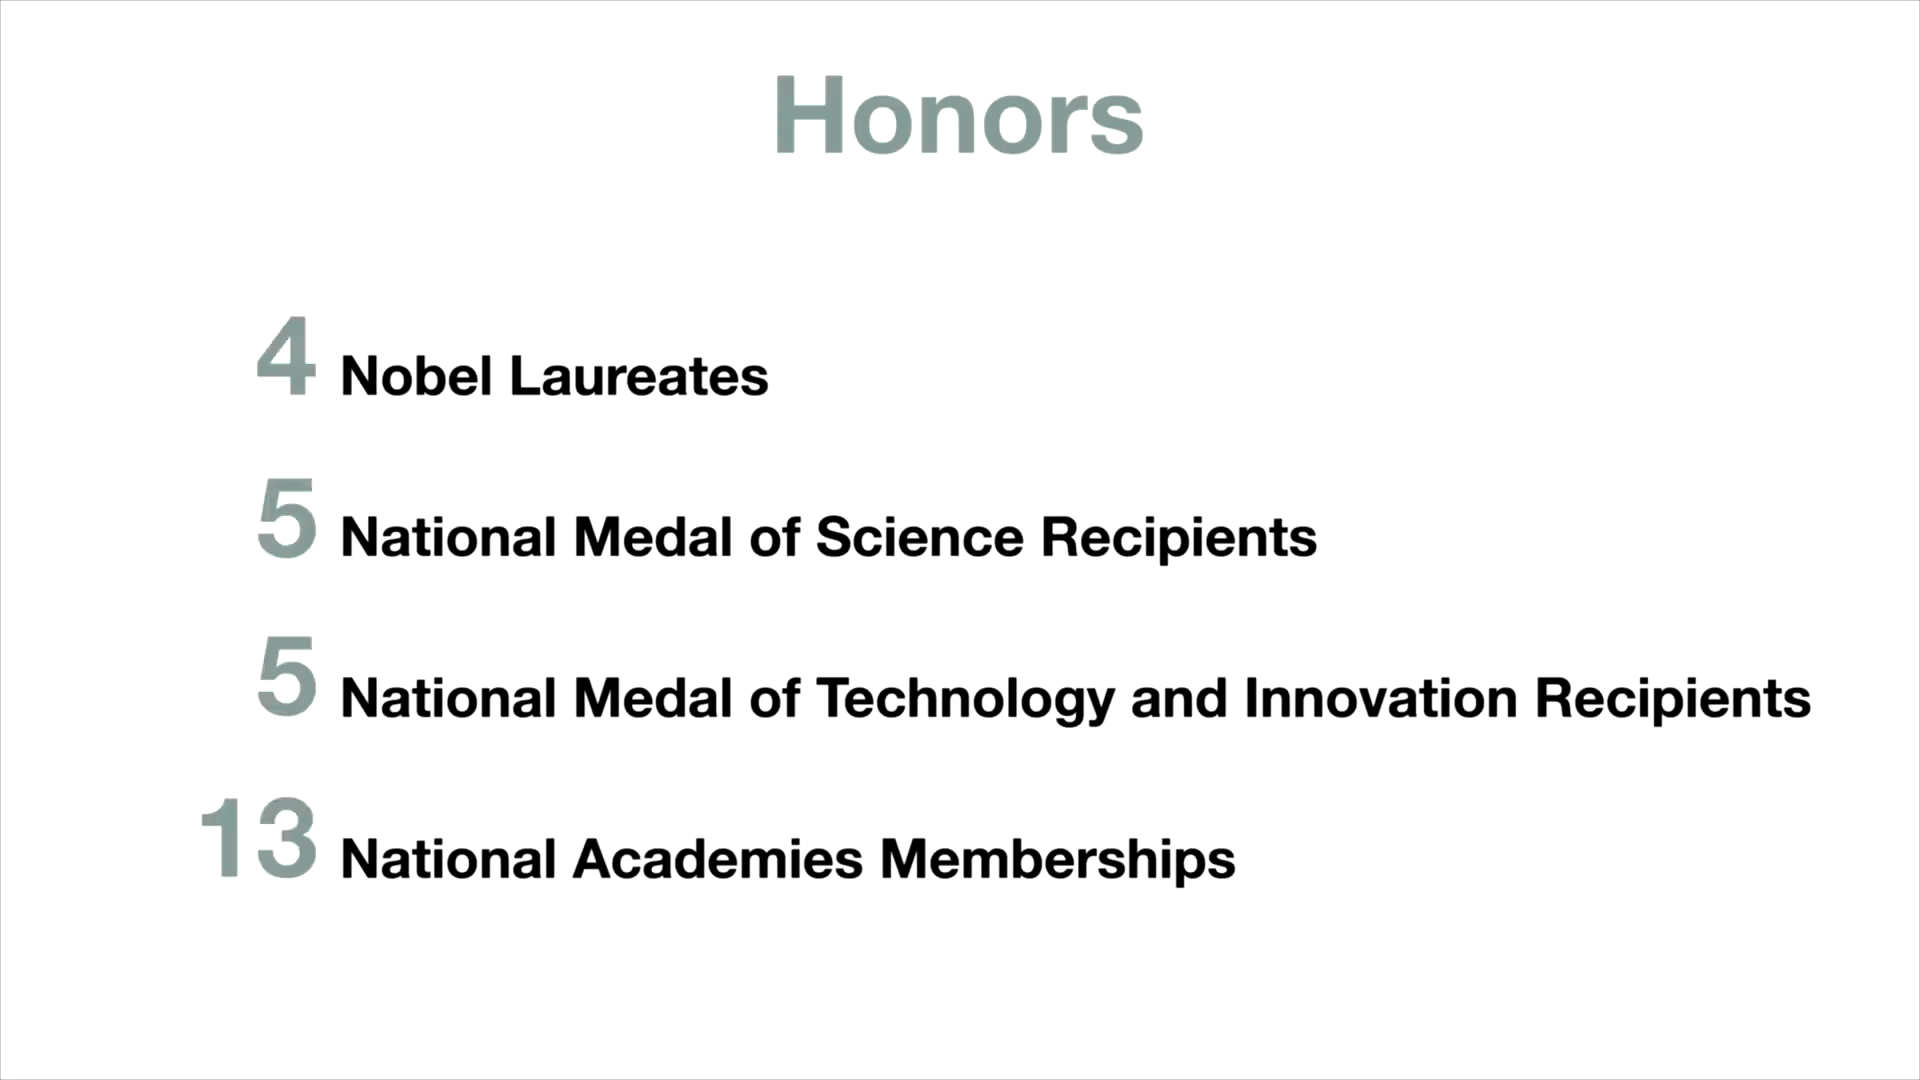 Honors
4 Nobel Laureates
5 National Medal of Science Recipients
5 National Medal of Technology and Innovation Recipients
13 National Academies Memberships